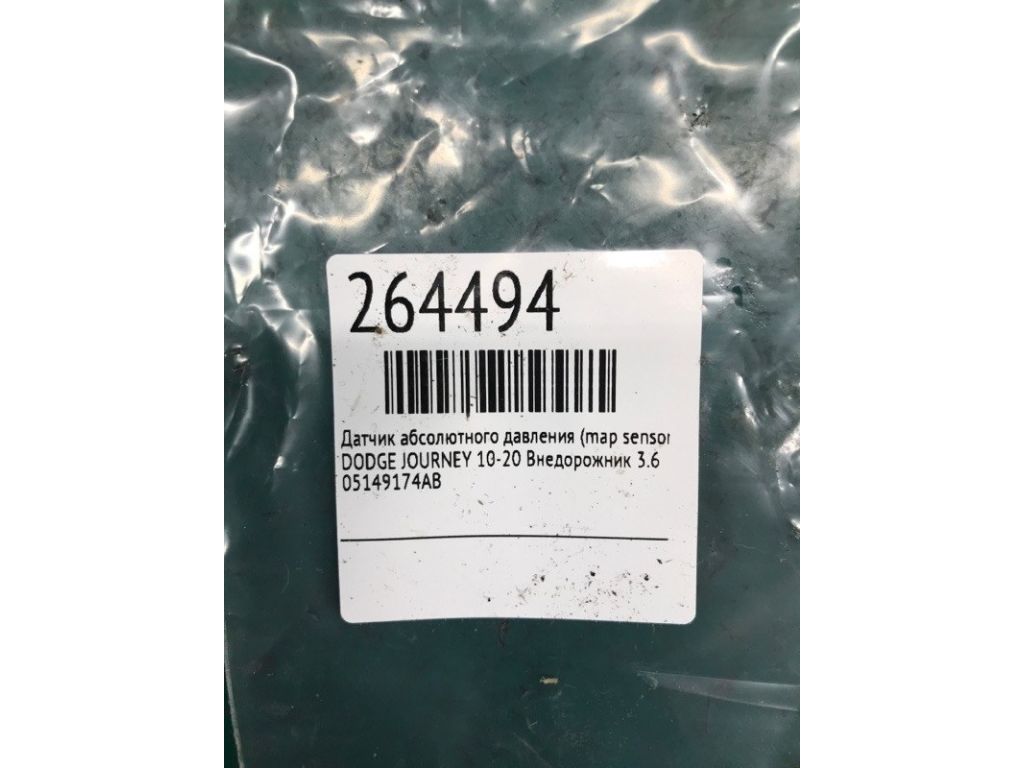 264494
Датчик абсолютного давления (map sensor
DODGE JOURNEY 10-20 Внедорожник 3.6
05149174AB